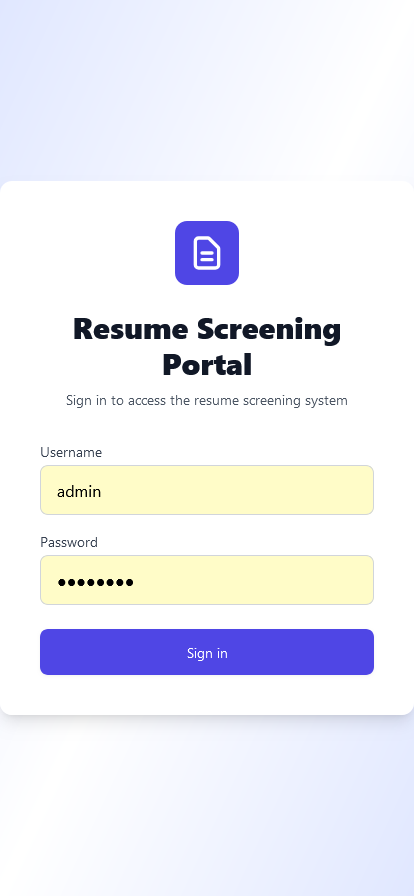 Resume Screening
Portal
Sign in to access the resume screening system
Username
admin
Password
••••••••
Sign in